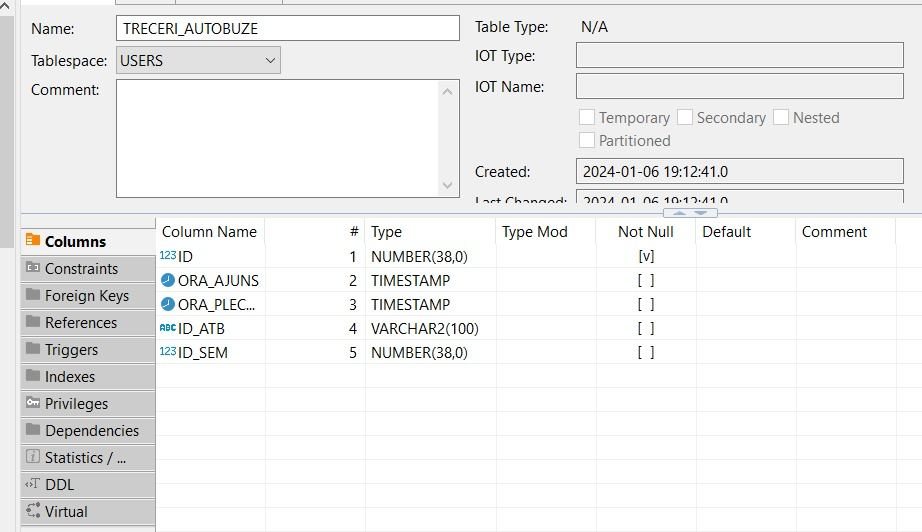 Name: TRECERI_AUTOBUZE
Tablespace: USERS
Comment:
Table Type: N/A
IOT Type:
IOT Name:
Temporary Secondary Nested
Partitioned
Created: 2024-01-06 19:12:41.0
Last Changed: 2024-01-06 19:12:41.0
Columns
Constraints
Foreign Keys
References
Triggers
Indexes
Privileges
Dependencies
Statistics / ...
DDL
Virtual
Column Name # Type Type Mod Not Null Default Comment
123 ID 1 NUMBER(38,0) [v]
ORA_AJUNS 2 TIMESTAMP [ ]
ORA_PLEC... 3 TIMESTAMP [ ]
ABC ID_ATB 4 VARCHAR2(100) [ ]
123 ID_SEM 5 NUMBER(38,0) [ ]